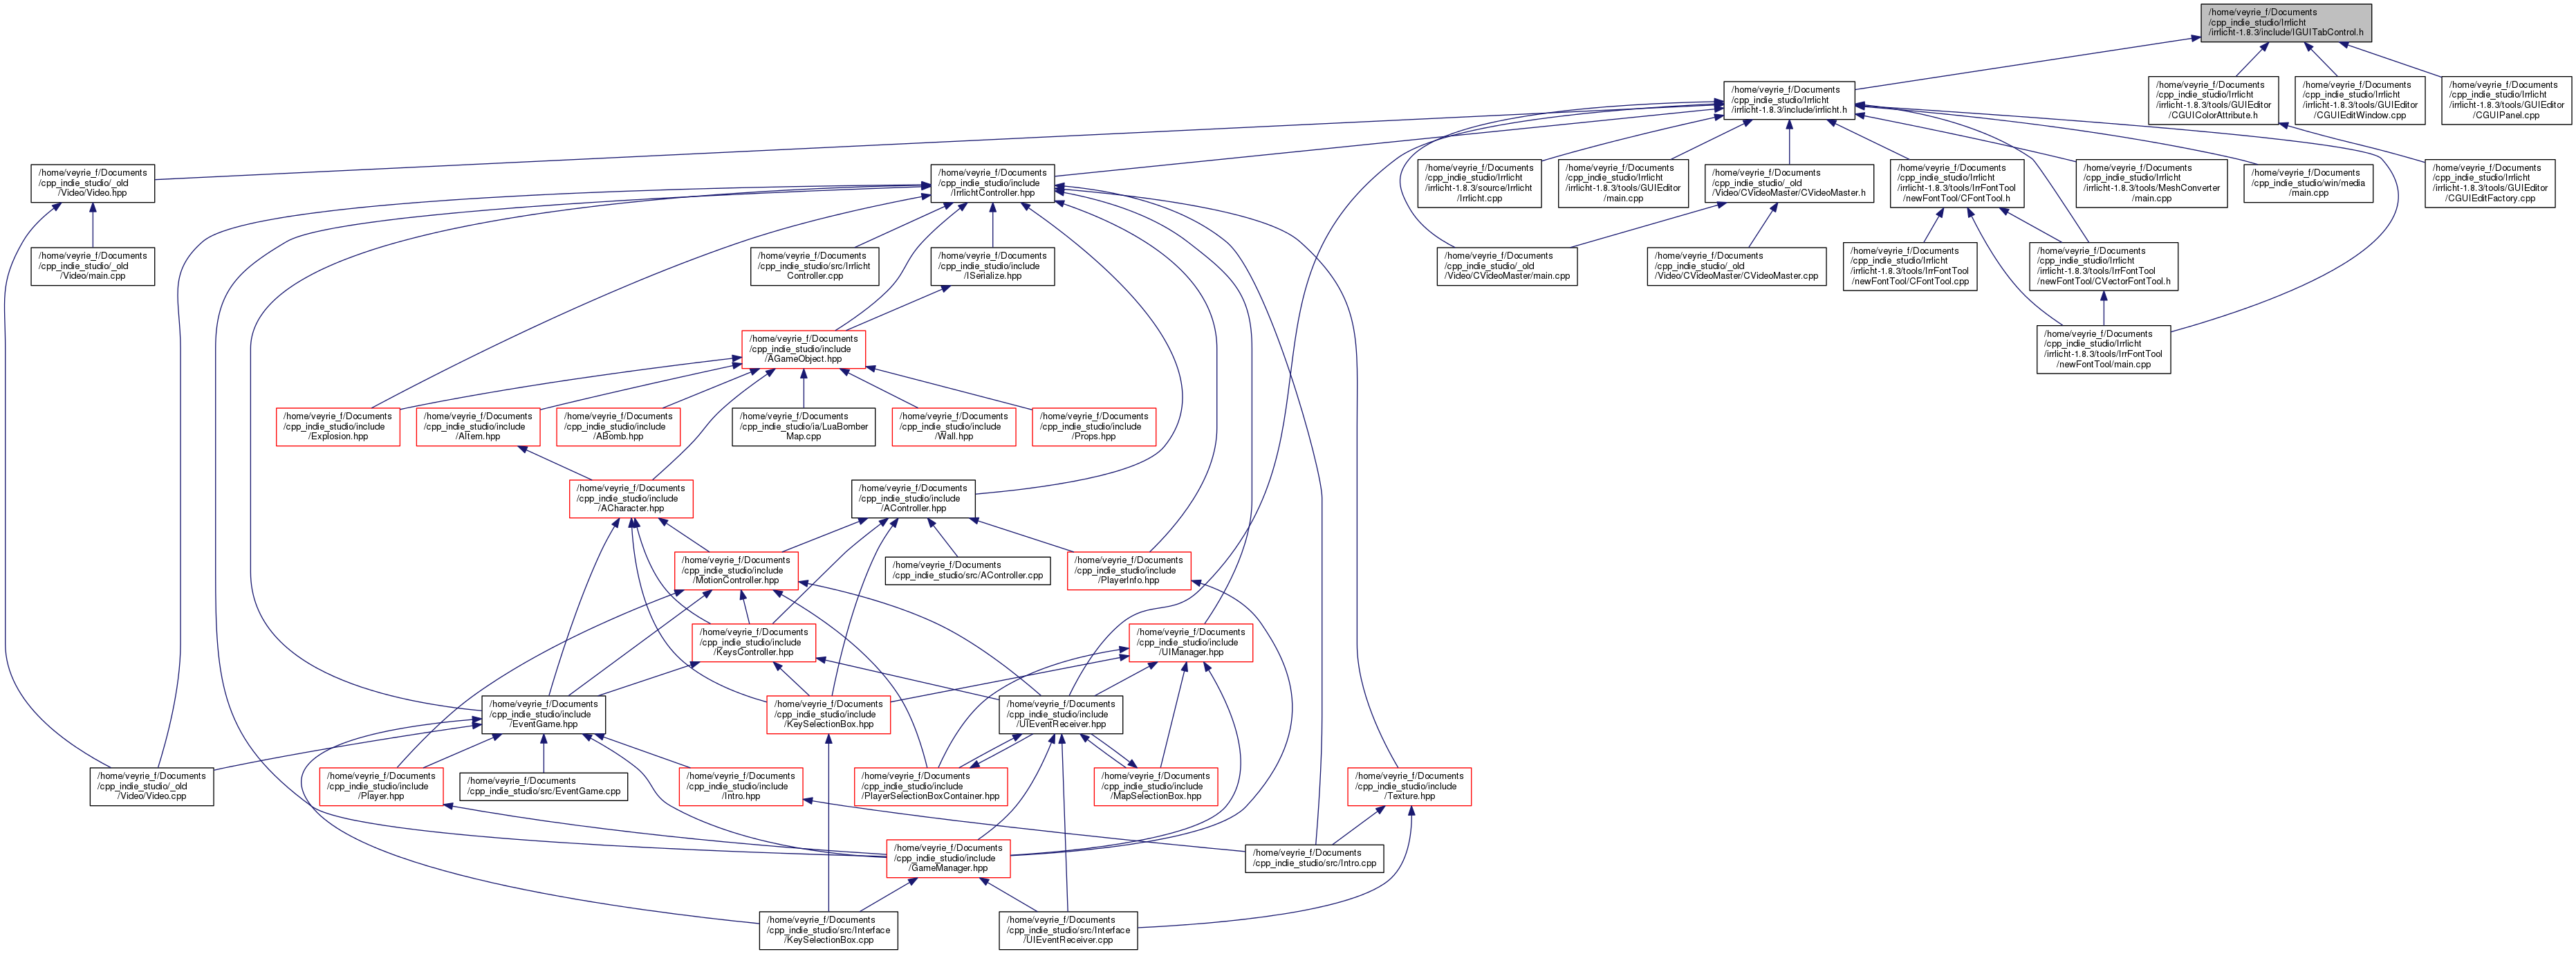 /home/veyrie_f/Documents
/cpp_indie_studio/Irrlicht
/irrlicht-1.8.3/include/IGUITabControl.h
/home/veyrie_f/Documents
/cpp_indie_studio/Irrlicht
/irrlicht-1.8.3/include/irrlicht.h
/home/veyrie_f/Documents
/cpp_indie_studio/Irrlicht
/irrlicht-1.8.3/tools/GUIEditor
/CGUIColorAttribute.h
/home/veyrie_f/Documents
/cpp_indie_studio/Irrlicht
/irrlicht-1.8.3/tools/GUIEditor
/CGUIEditWindow.cpp
/home/veyrie_f/Documents
/cpp_indie_studio/Irrlicht
/irrlicht-1.8.3/tools/GUIEditor
/CGUIPanel.cpp
/home/veyrie_f/Documents
/cpp_indie_studio/_old
/Video/Video.hpp
/home/veyrie_f/Documents
/cpp_indie_studio/include
/IrrlichtController.hpp
/home/veyrie_f/Documents
/cpp_indie_studio/Irrlicht
/irrlicht-1.8.3/source/Irrlicht
/Irrlicht.cpp
/home/veyrie_f/Documents
/cpp_indie_studio/Irrlicht
/irrlicht-1.8.3/tools/GUIEditor
/main.cpp
/home/veyrie_f/Documents
/cpp_indie_studio/_old
/Video/CVideoMaster/CVideoMaster.h
/home/veyrie_f/Documents
/cpp_indie_studio/Irrlicht
/irrlicht-1.8.3/tools/IrrFontTool
/newFontTool/CFontTool.h
/home/veyrie_f/Documents
/cpp_indie_studio/Irrlicht
/irrlicht-1.8.3/tools/MeshConverter
/main.cpp
/home/veyrie_f/Documents
/cpp_indie_studio/win/media
/main.cpp
/home/veyrie_f/Documents
/cpp_indie_studio/Irrlicht
/irrlicht-1.8.3/tools/GUIEditor
/CGUIEditFactory.cpp
/home/veyrie_f/Documents
/cpp_indie_studio/_old
/Video/main.cpp
/home/veyrie_f/Documents
/cpp_indie_studio/src/Irrlicht
Controller.cpp
/home/veyrie_f/Documents
/cpp_indie_studio/include
/ISerialize.hpp
/home/veyrie_f/Documents
/cpp_indie_studio/_old
/Video/CVideoMaster/main.cpp
/home/veyrie_f/Documents
/cpp_indie_studio/_old
/Video/CVideoMaster/CVideoMaster.cpp
/home/veyrie_f/Documents
/cpp_indie_studio/Irrlicht
/irrlicht-1.8.3/tools/IrrFontTool
/newFontTool/CFontTool.cpp
/home/veyrie_f/Documents
/cpp_indie_studio/Irrlicht
/irrlicht-1.8.3/tools/IrrFontTool
/newFontTool/CVectorFontTool.h
/home/veyrie_f/Documents
/cpp_indie_studio/include
/AGameObject.hpp
/home/veyrie_f/Documents
/cpp_indie_studio/Irrlicht
/irrlicht-1.8.3/tools/IrrFontTool
/newFontTool/main.cpp
/home/veyrie_f/Documents
/cpp_indie_studio/include
/Explosion.hpp
/home/veyrie_f/Documents
/cpp_indie_studio/include
/AItem.hpp
/home/veyrie_f/Documents
/cpp_indie_studio/include
/ABomb.hpp
/home/veyrie_f/Documents
/cpp_indie_studio/ia/LuaBomber
Map.cpp
/home/veyrie_f/Documents
/cpp_indie_studio/include
/Wall.hpp
/home/veyrie_f/Documents
/cpp_indie_studio/include
/Props.hpp
/home/veyrie_f/Documents
/cpp_indie_studio/include
/ACharacter.hpp
/home/veyrie_f/Documents
/cpp_indie_studio/include
/AController.hpp
/home/veyrie_f/Documents
/cpp_indie_studio/include
/MotionController.hpp
/home/veyrie_f/Documents
/cpp_indie_studio/src/AController.cpp
/home/veyrie_f/Documents
/cpp_indie_studio/include
/PlayerInfo.hpp
/home/veyrie_f/Documents
/cpp_indie_studio/include
/KeysController.hpp
/home/veyrie_f/Documents
/cpp_indie_studio/include
/UIManager.hpp
/home/veyrie_f/Documents
/cpp_indie_studio/include
/EventGame.hpp
/home/veyrie_f/Documents
/cpp_indie_studio/include
/KeySelectionBox.hpp
/home/veyrie_f/Documents
/cpp_indie_studio/include
/UIEventReceiver.hpp
/home/veyrie_f/Documents
/cpp_indie_studio/_old
/Video/Video.cpp
/home/veyrie_f/Documents
/cpp_indie_studio/include
/Player.hpp
/home/veyrie_f/Documents
/cpp_indie_studio/src/EventGame.cpp
/home/veyrie_f/Documents
/cpp_indie_studio/include
/Intro.hpp
/home/veyrie_f/Documents
/cpp_indie_studio/include
/PlayerSelectionBoxContainer.hpp
/home/veyrie_f/Documents
/cpp_indie_studio/include
/MapSelectionBox.hpp
/home/veyrie_f/Documents
/cpp_indie_studio/include
/Texture.hpp
/home/veyrie_f/Documents
/cpp_indie_studio/include
/GameManager.hpp
/home/veyrie_f/Documents
/cpp_indie_studio/src/Intro.cpp
/home/veyrie_f/Documents
/cpp_indie_studio/src/Interface
/KeySelectionBox.cpp
/home/veyrie_f/Documents
/cpp_indie_studio/src/Interface
/UIEventReceiver.cpp